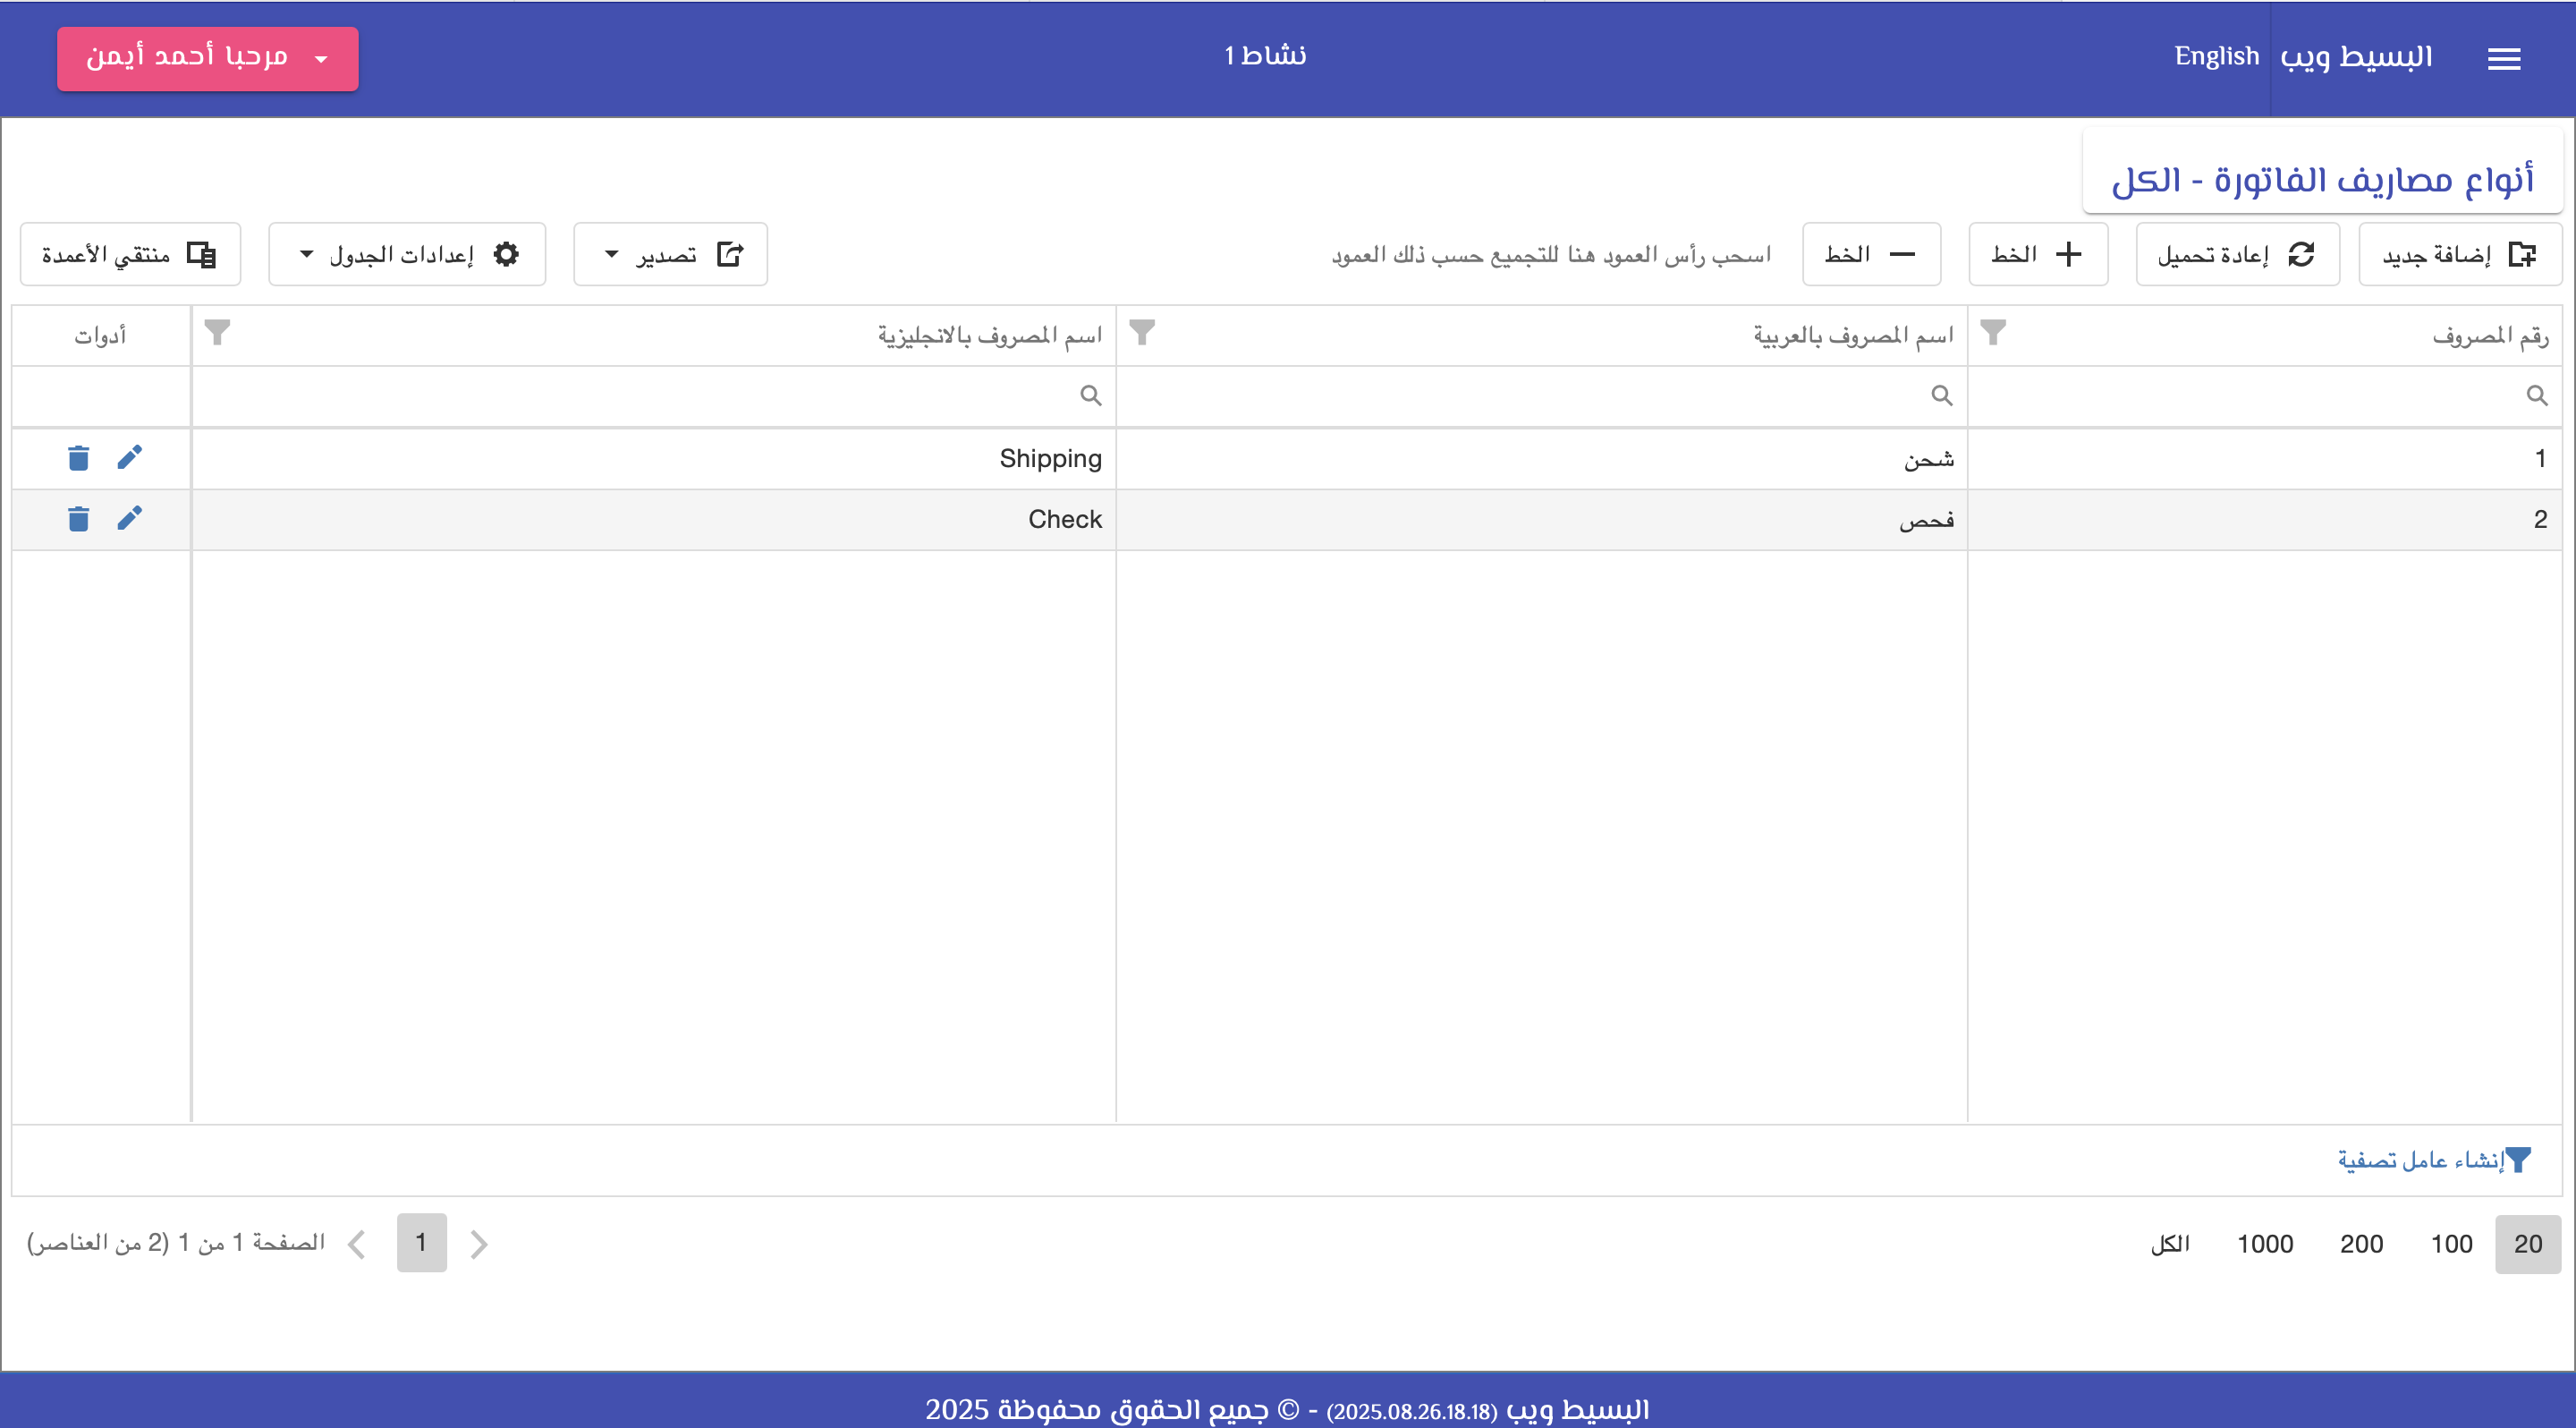 البسيط ويب English نشاط 1 مرحبا أحمد أيمن
أنواع مصاريف الفاتورة - الكل
إضافة جديد إعادة تحميل الخط الخط اسحب رأس العمود هنا للتجميع حسب ذلك العمود تصدير إعدادات الجدول منتقي الأعمدة
رقم المصروف اسم المصروف بالعربية اسم المصروف بالانجليزية أدوات
1 شحن Shipping
2 فحص Check
إنشاء عامل تصفية
20 100 200 1000 الكل 1 الصفحة 1 من 1 (2 من العناصر)
البسيط ويب (2025.08.26.18.18) - © جميع الحقوق محفوظة 2025